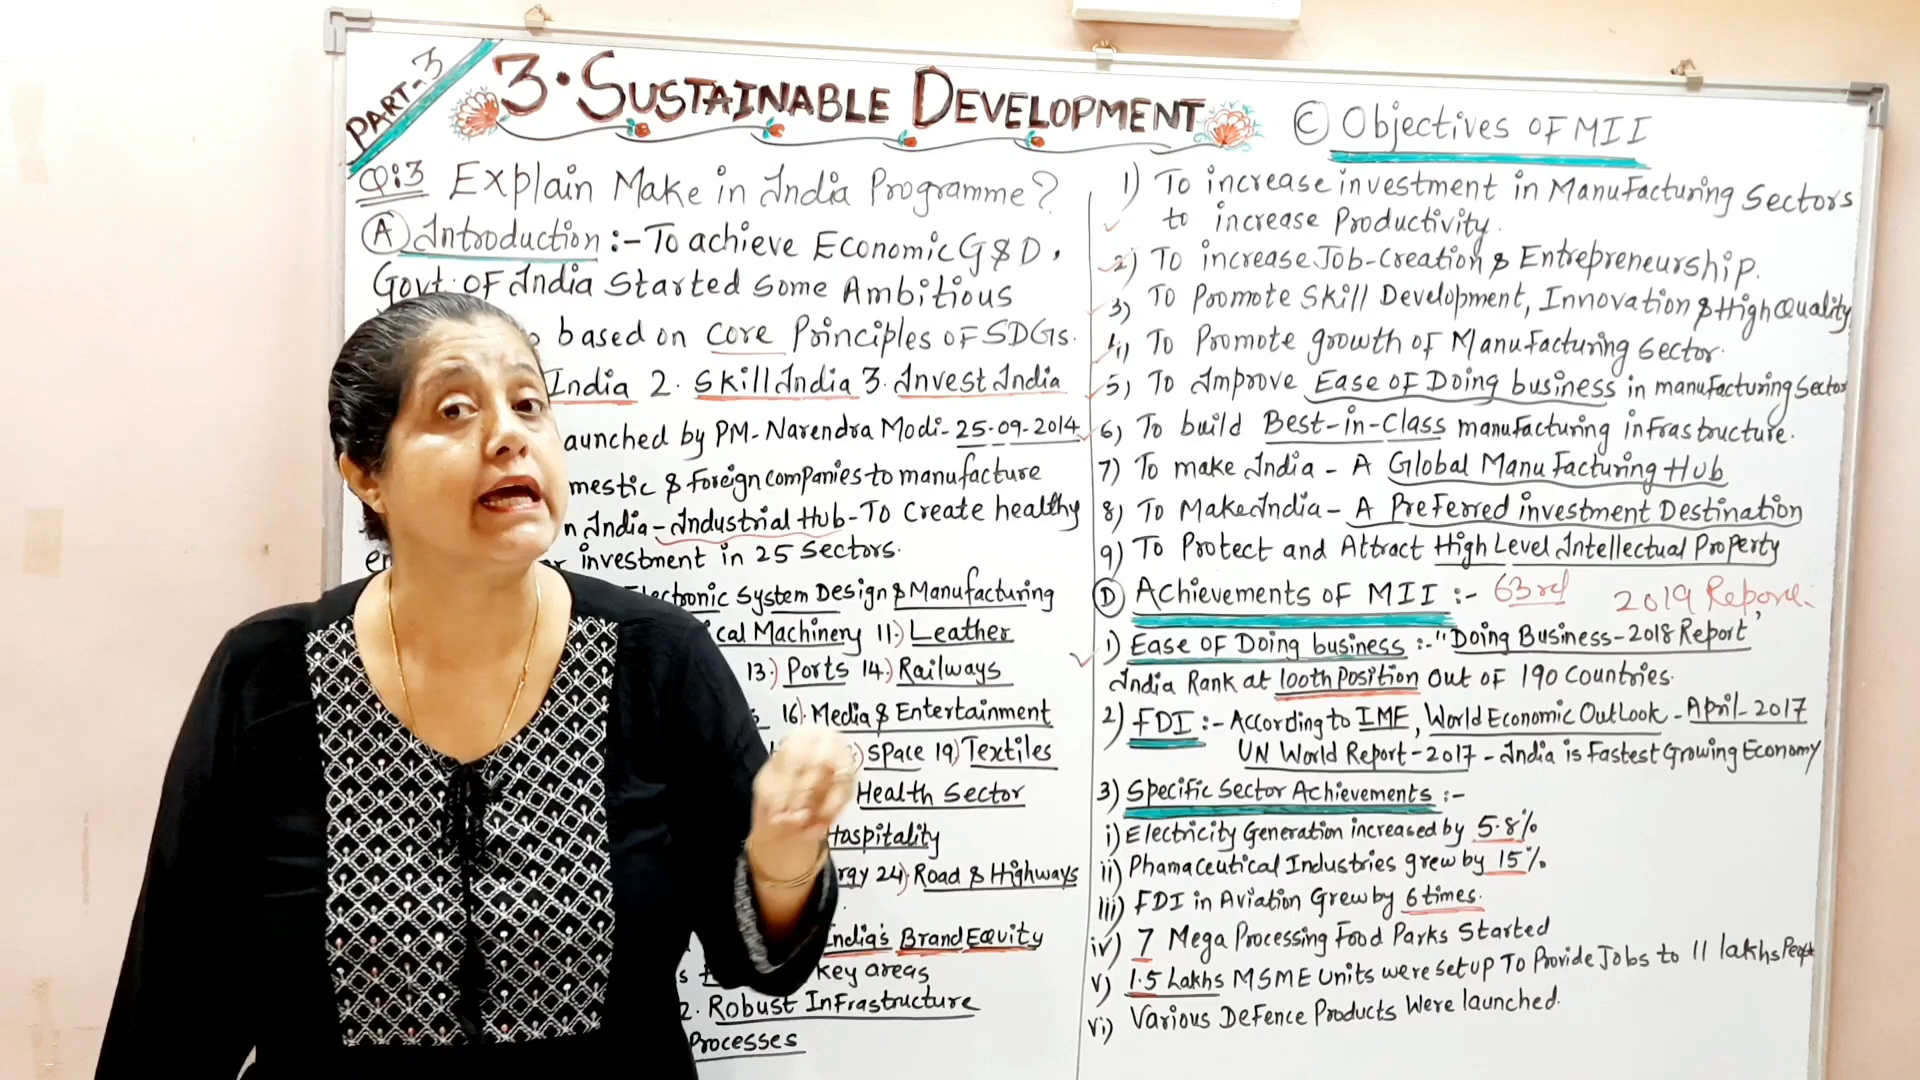 PART-3
3. SUSTAINABLE DEVELOPMENT
Q:3 Explain Make in India Programme?
(A) Introduction :- To achieve Economic G & D,
Govt. of India Started Some Ambitious
based on Core Principles of SDGs.
India 2. Skill India 3. Invest India
aunched by PM- Narendra Modi- 25-09-2014
mestic & Foreign companies to manufacture
n India - Industrial Hub - To Create healthy
investment in 25 Sectors.
lectronic System Design & Manufacturing
cal Machinery 11.) Leather
13.) Ports 14.) Railways
16). Media & Entertainment
Space 19) Textiles
Health Sector
Hospitality
rgy 24) Road & Highways
India's Brand Equity
key areas
2. Robust Infrastructure
Processes
(C) Objectives of MII
1) To increase investment in Manufacturing Sectors
to increase Productivity.
2) To increase Job-Creation & Entrepreneurship.
3) To Promote Skill Development, Innovation & High Quality
4) To Promote growth of Manufacturing Sector.
5) To Improve Ease of Doing business in manufacturing sector
6) To build Best-in-Class manufacturing infrastructure.
7) To make India - A Global Manufacturing Hub
8) To Make India - A Preferred investment Destination
9) To Protect and Attract High Level Intellectual Property
(D) Achievements of MII :- 63rd 2019 Report.
1) Ease of Doing business :- "Doing Business - 2018 Report'
India Rank at 100th Position out of 190 Countries.
2) FDI :- According to IMF, World Economic Outlook - April - 2017
UN World Report - 2017 - India is Fastest Growing Economy
3) Specific Sector Achievements :-
i) Electricity Generation increased by 5.8%
ii) Phamaceutical Industries grew by 15%
iii) FDI in Aviation Grew by 6 times.
iv) 7 Mega Processing Food Parks Started
v) 1.5 Lakhs MSME Units were set up To Provide Jobs to 11 lakhs People
vi) Various Defence Products Were launched.